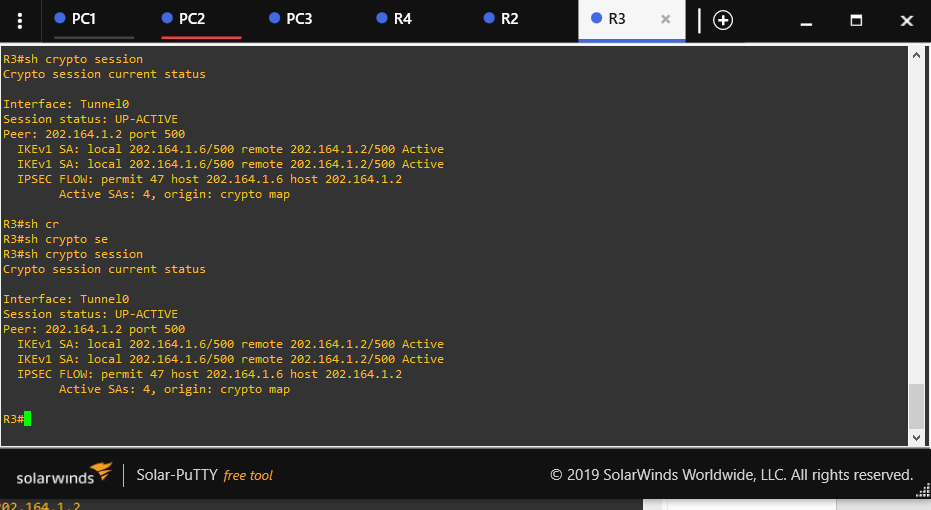 PC1 PC2 PC3 R4 R2 R3
R3#sh crypto session
Crypto session current status
Interface: Tunnel0
Session status: UP-ACTIVE
Peer: 202.164.1.2 port 500
IKEv1 SA: local 202.164.1.6/500 remote 202.164.1.2/500 Active
IKEv1 SA: local 202.164.1.6/500 remote 202.164.1.2/500 Active
IPSEC FLOW: permit 47 host 202.164.1.6 host 202.164.1.2
Active SAs: 4, origin: crypto map
R3#sh cr
R3#sh crypto se
R3#sh crypto session
Crypto session current status
Interface: Tunnel0
Session status: UP-ACTIVE
Peer: 202.164.1.2 port 500
IKEv1 SA: local 202.164.1.6/500 remote 202.164.1.2/500 Active
IKEv1 SA: local 202.164.1.6/500 remote 202.164.1.2/500 Active
IPSEC FLOW: permit 47 host 202.164.1.6 host 202.164.1.2
Active SAs: 4, origin: crypto map
R3#
solarwinds Solar-PuTTY free tool © 2019 SolarWinds Worldwide, LLC. All rights reserved.
02.164.1.2